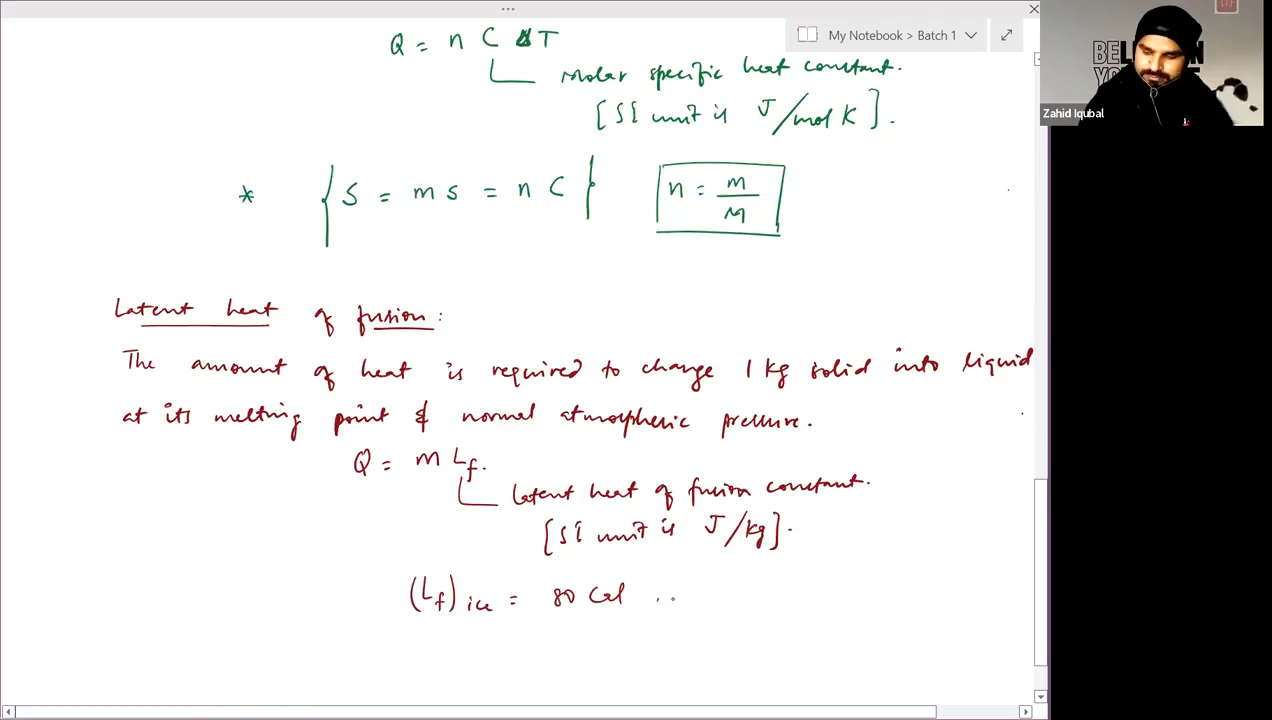 Q = n C ΔT
My Notebook > Batch 1
Molar specific heat constant.
[SI unit is J/mol K].
* { S = m s = n C } n = m/M
Zahid Iqubal
Latent heat of fusion:
The amount of heat is required to change 1 kg solid into liquid
at its melting point & normal atmospheric pressure.
Q = m Lf.
Latent heat of fusion constant.
[SI unit is J/kg].
(Lf)ice = 80 Cal